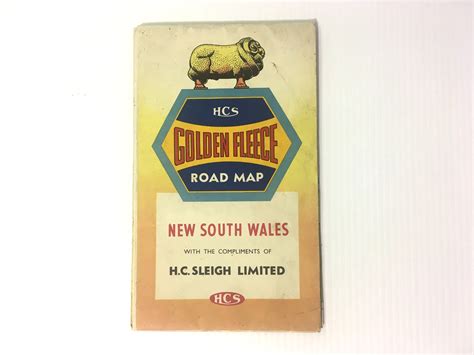 HCS
GOLDEN FLEECE
ROAD MAP
NEW SOUTH WALES
WITH THE COMPLIMENTS OF
H.C. SLEIGH LIMITED
HCS